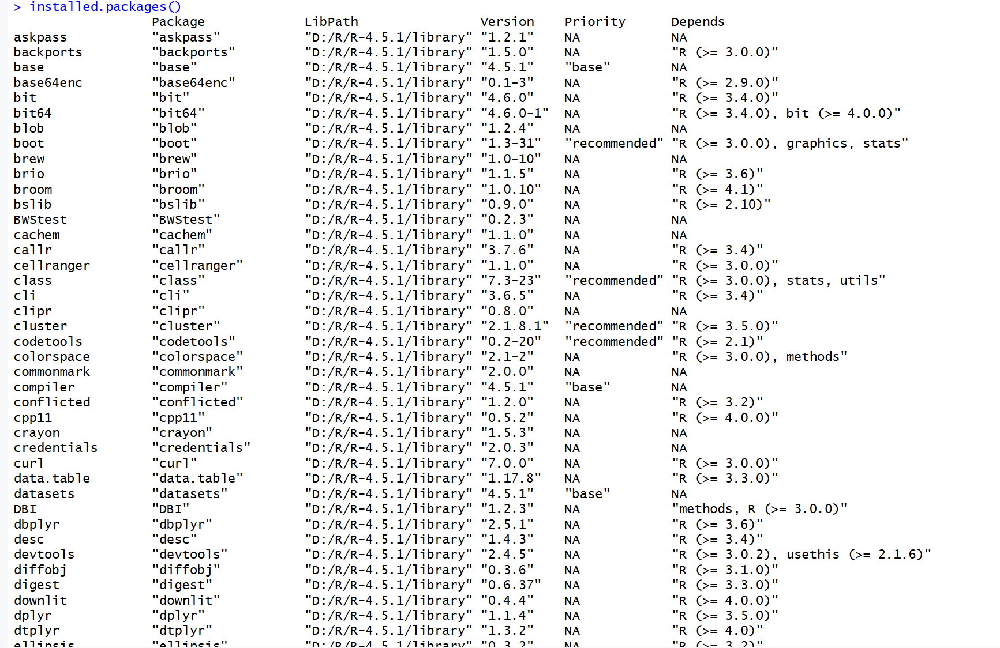 > installed.packages()
Package LibPath Version Priority Depends
askpass "askpass" "D:/R/R-4.5.1/library" "1.2.1" NA NA
backports "backports" "D:/R/R-4.5.1/library" "1.5.0" NA "R (>= 3.0.0)"
base "base" "D:/R/R-4.5.1/library" "4.5.1" "base" NA
base64enc "base64enc" "D:/R/R-4.5.1/library" "0.1-3" NA "R (>= 2.9.0)"
bit "bit" "D:/R/R-4.5.1/library" "4.6.0" NA "R (>= 3.4.0)"
bit64 "bit64" "D:/R/R-4.5.1/library" "4.6.0-1" NA "R (>= 3.4.0), bit (>= 4.0.0)"
blob "blob" "D:/R/R-4.5.1/library" "1.2.4" NA NA
boot "boot" "D:/R/R-4.5.1/library" "1.3-31" "recommended" "R (>= 3.0.0), graphics, stats"
brew "brew" "D:/R/R-4.5.1/library" "1.0-10" NA NA
brio "brio" "D:/R/R-4.5.1/library" "1.1.5" NA "R (>= 3.6)"
broom "broom" "D:/R/R-4.5.1/library" "1.0.10" NA "R (>= 4.1)"
bslib "bslib" "D:/R/R-4.5.1/library" "0.9.0" NA "R (>= 2.10)"
BWStest "BWStest" "D:/R/R-4.5.1/library" "0.2.3" NA NA
cachem "cachem" "D:/R/R-4.5.1/library" "1.1.0" NA NA
callr "callr" "D:/R/R-4.5.1/library" "3.7.6" NA "R (>= 3.4)"
cellranger "cellranger" "D:/R/R-4.5.1/library" "1.1.0" NA "R (>= 3.0.0)"
class "class" "D:/R/R-4.5.1/library" "7.3-23" "recommended" "R (>= 3.0.0), stats, utils"
cli "cli" "D:/R/R-4.5.1/library" "3.6.5" NA "R (>= 3.4)"
clipr "clipr" "D:/R/R-4.5.1/library" "0.8.0" NA NA
cluster "cluster" "D:/R/R-4.5.1/library" "2.1.8.1" "recommended" "R (>= 3.5.0)"
codetools "codetools" "D:/R/R-4.5.1/library" "0.2-20" "recommended" "R (>= 2.1)"
colorspace "colorspace" "D:/R/R-4.5.1/library" "2.1-2" NA "R (>= 3.0.0), methods"
commonmark "commonmark" "D:/R/R-4.5.1/library" "2.0.0" NA NA
compiler "compiler" "D:/R/R-4.5.1/library" "4.5.1" "base" NA
conflicted "conflicted" "D:/R/R-4.5.1/library" "1.2.0" NA "R (>= 3.2)"
cpp11 "cpp11" "D:/R/R-4.5.1/library" "0.5.2" NA "R (>= 4.0.0)"
crayon "crayon" "D:/R/R-4.5.1/library" "1.5.3" NA NA
credentials "credentials" "D:/R/R-4.5.1/library" "2.0.3" NA NA
curl "curl" "D:/R/R-4.5.1/library" "7.0.0" NA "R (>= 3.0.0)"
data.table "data.table" "D:/R/R-4.5.1/library" "1.17.8" NA "R (>= 3.3.0)"
datasets "datasets" "D:/R/R-4.5.1/library" "4.5.1" "base" NA
DBI "DBI" "D:/R/R-4.5.1/library" "1.2.3" NA "methods, R (>= 3.0.0)"
dbplyr "dbplyr" "D:/R/R-4.5.1/library" "2.5.1" NA "R (>= 3.6)"
desc "desc" "D:/R/R-4.5.1/library" "1.4.3" NA "R (>= 3.4)"
devtools "devtools" "D:/R/R-4.5.1/library" "2.4.5" NA "R (>= 3.0.2), usethis (>= 2.1.6)"
diffobj "diffobj" "D:/R/R-4.5.1/library" "0.3.6" NA "R (>= 3.1.0)"
digest "digest" "D:/R/R-4.5.1/library" "0.6.37" NA "R (>= 3.3.0)"
downlit "downlit" "D:/R/R-4.5.1/library" "0.4.4" NA "R (>= 4.0.0)"
dplyr "dplyr" "D:/R/R-4.5.1/library" "1.1.4" NA "R (>= 3.5.0)"
dtplyr "dtplyr" "D:/R/R-4.5.1/library" "1.3.2" NA "R (>= 4.0)"
ellipsis "ellipsis" "D:/R/R-4.5.1/library" "0.3.2" NA "R (>= 3.2)"